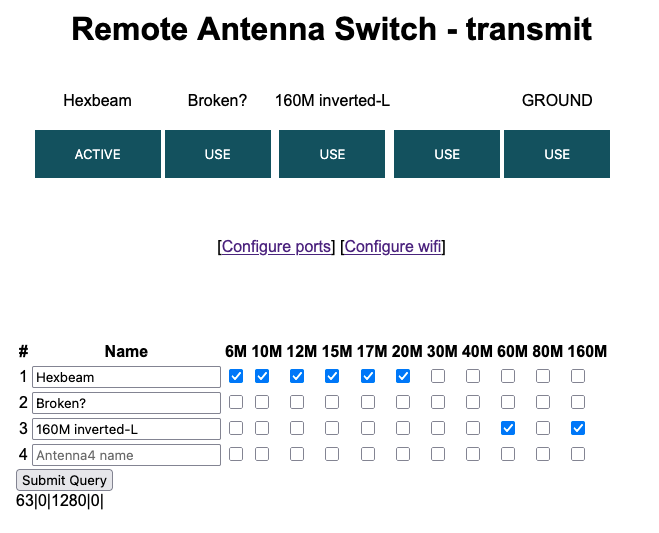 Remote Antenna Switch - transmit
Hexbeam Broken? 160M inverted-L GROUND
ACTIVE USE USE USE USE
[Configure ports] [Configure wifi]
# Name 6M 10M 12M 15M 17M 20M 30M 40M 60M 80M 160M
1 Hexbeam
2 Broken?
3 160M inverted-L
4 Antenna4 name
Submit Query
63|0|1280|0|